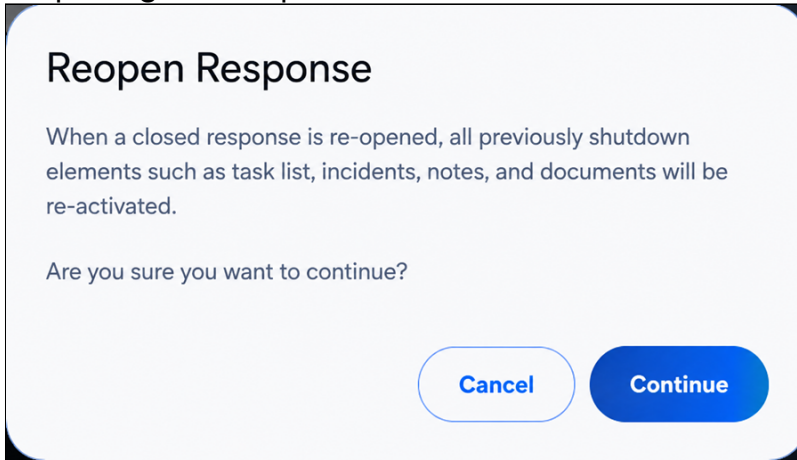 Reopen Response
When a closed response is re-opened, all previously shutdown
elements such as task list, incidents, notes, and documents will be
re-activated.
Are you sure you want to continue?
Cancel
Continue